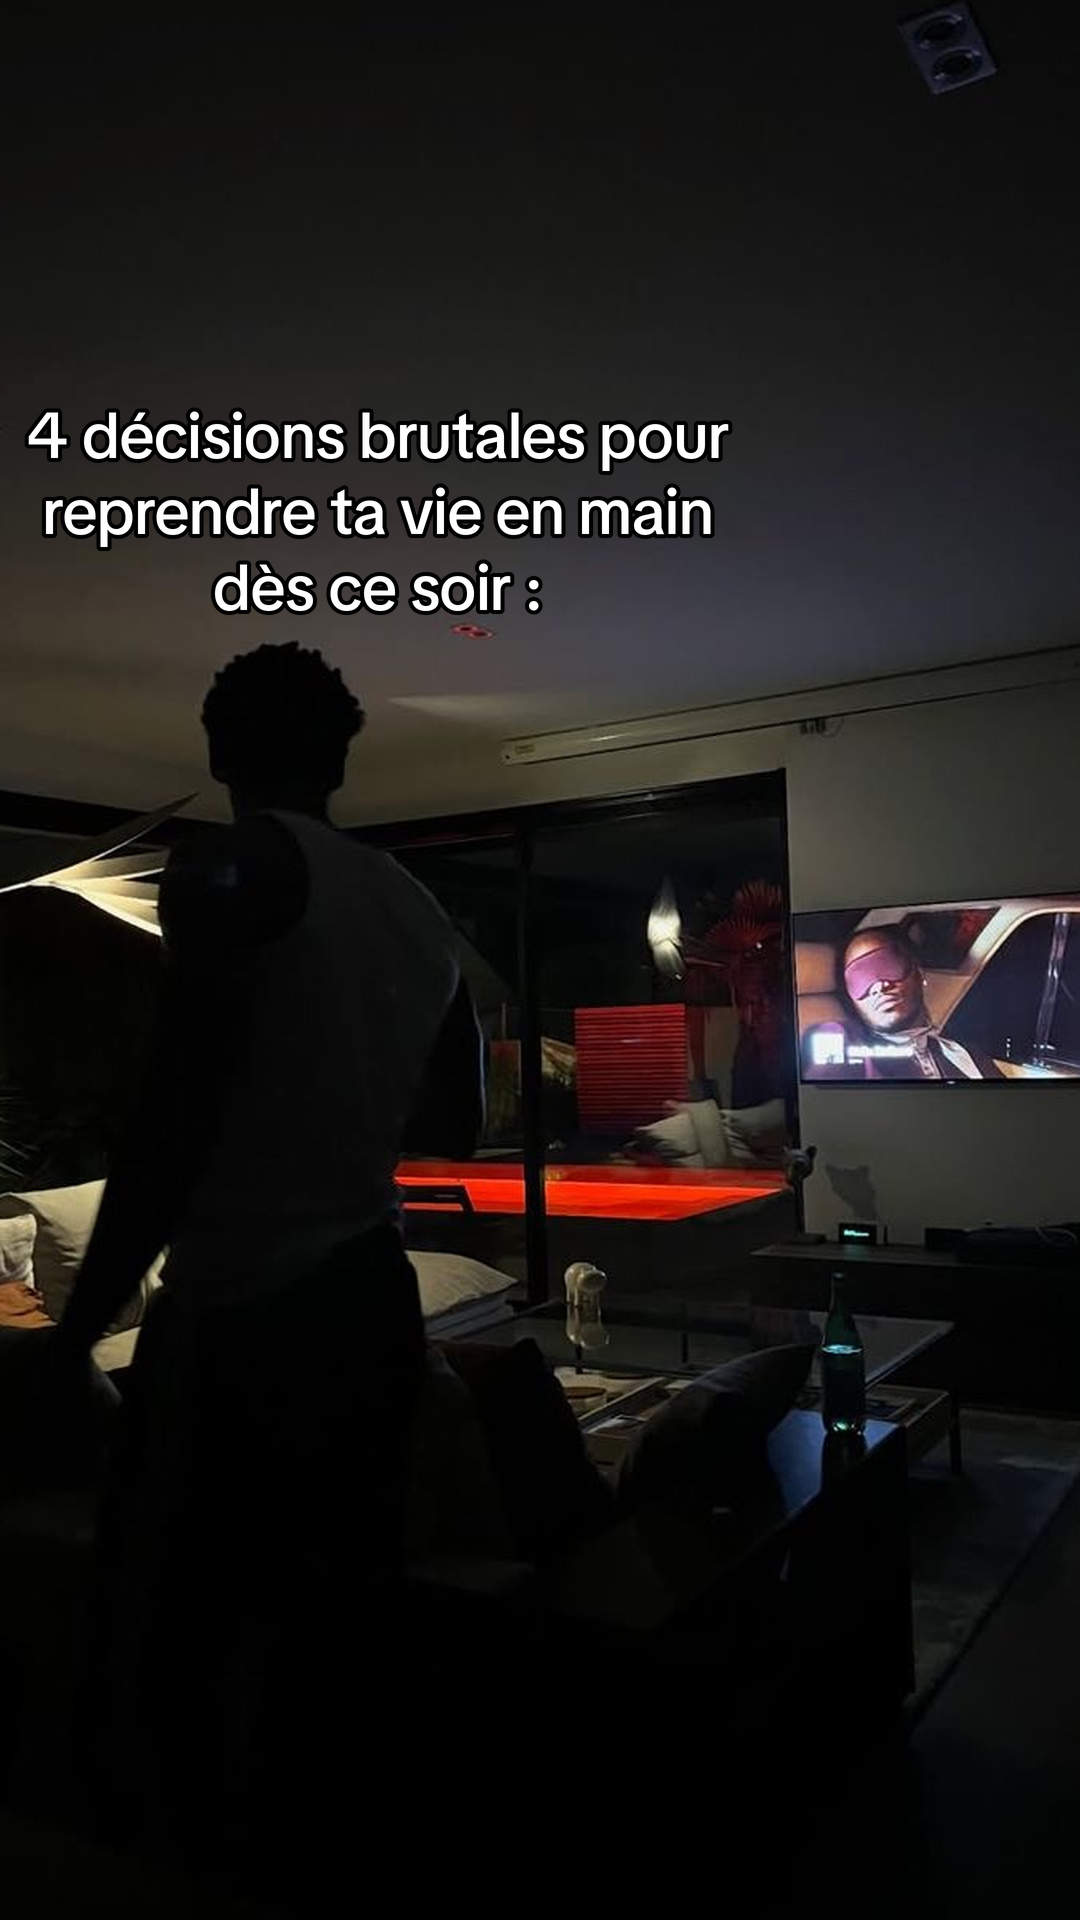 4 décisions brutales pour
reprendre ta vie en main
dès ce soir :